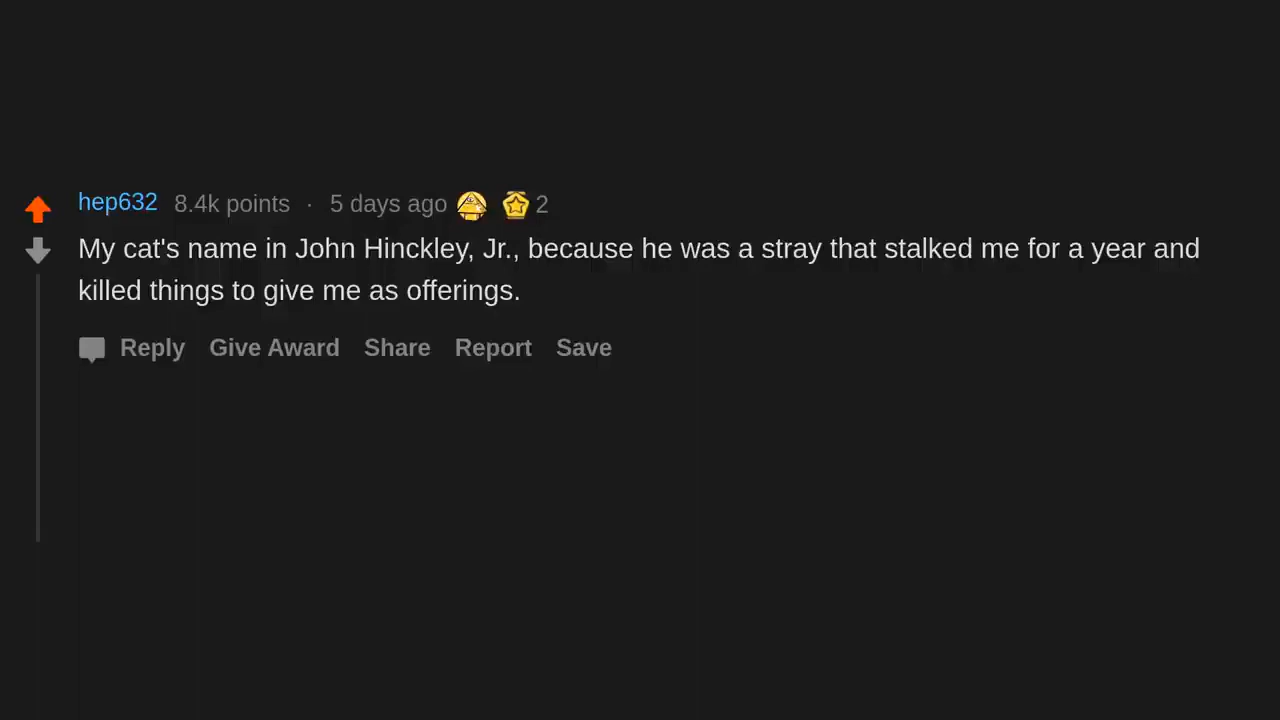 hep632 8.4k points · 5 days ago 2
My cat's name in John Hinckley, Jr., because he was a stray that stalked me for a year and
killed things to give me as offerings.
Reply Give Award Share Report Save